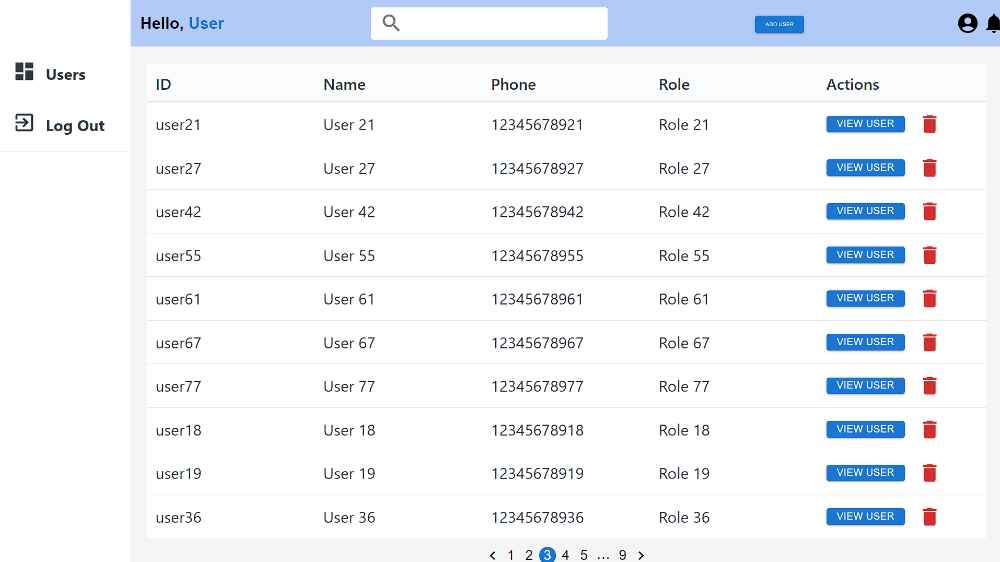 Hello, User
ADD USER
Users
Log Out
ID Name Phone Role Actions
user21 User 21 12345678921 Role 21 VIEW USER
user27 User 27 12345678927 Role 27 VIEW USER
user42 User 42 12345678942 Role 42 VIEW USER
user55 User 55 12345678955 Role 55 VIEW USER
user61 User 61 12345678961 Role 61 VIEW USER
user67 User 67 12345678967 Role 67 VIEW USER
user77 User 77 12345678977 Role 77 VIEW USER
user18 User 18 12345678918 Role 18 VIEW USER
user19 User 19 12345678919 Role 19 VIEW USER
user36 User 36 12345678936 Role 36 VIEW USER
1 2 3 4 5 ... 9